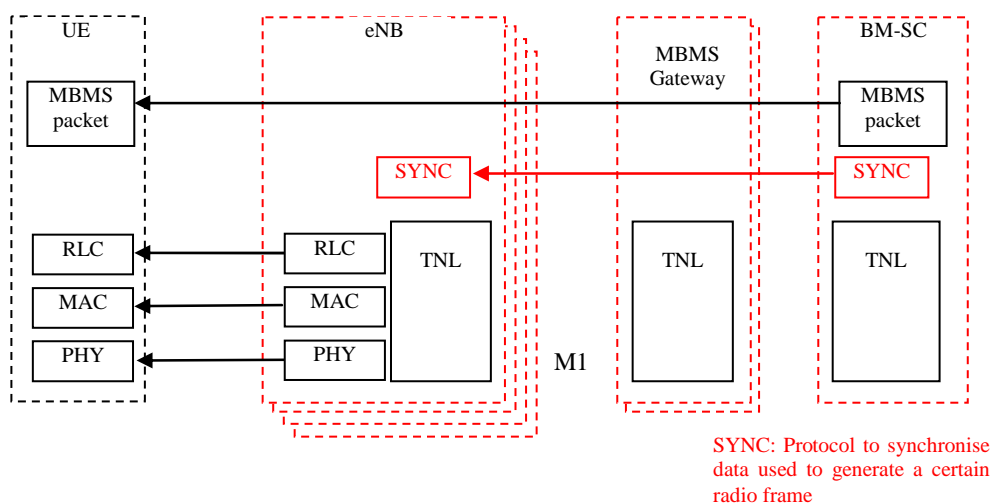 UE
eNB
MBMS
Gateway
BM-SC
MBMS
packet
MBMS
packet
SYNC
SYNC
RLC
RLC
TNL
TNL
TNL
MAC
MAC
PHY
PHY
M1
SYNC: Protocol to synchronise
data used to generate a certain
radio frame